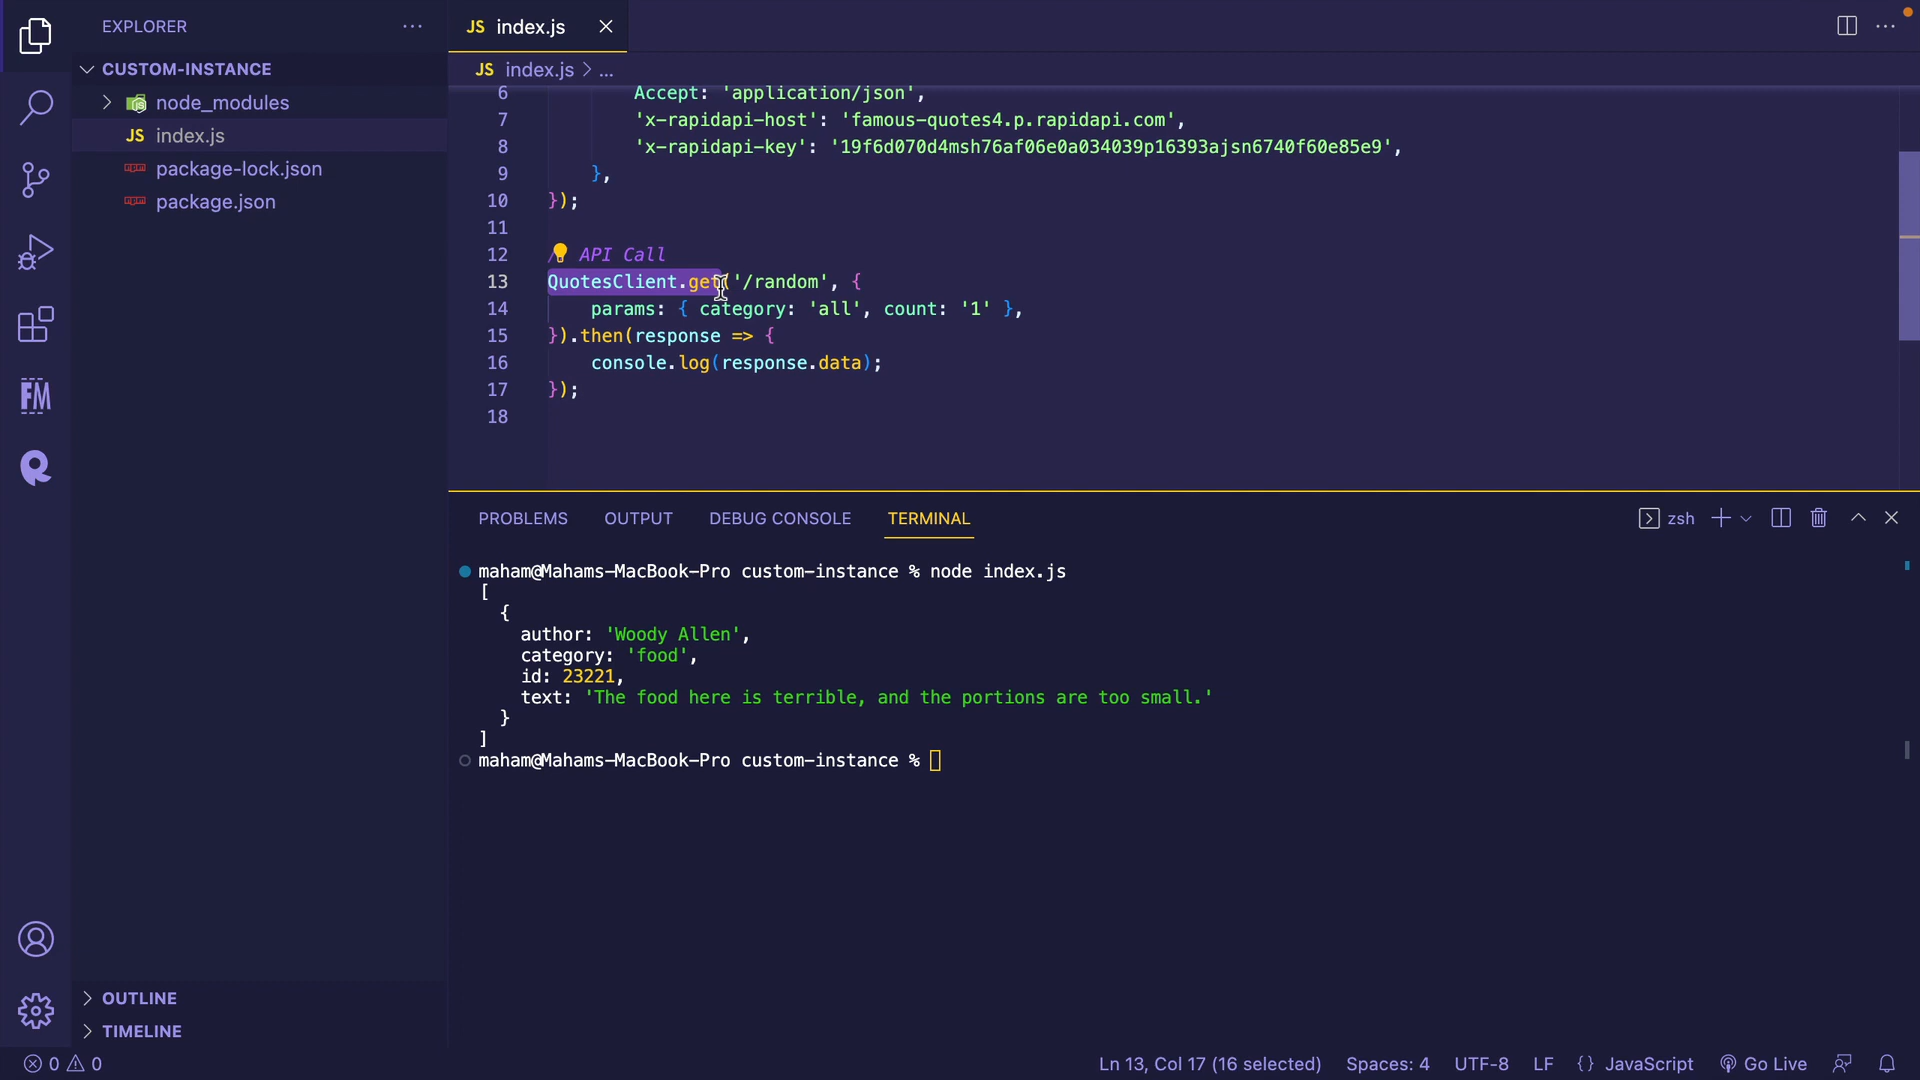 EXPLORER
CUSTOM-INSTANCE
node_modules
JS index.js
package-lock.json
package.json
OUTLINE
TIMELINE
JS index.js
JS index.js > ...
6 Accept: 'application/json',
7 'x-rapidapi-host': 'famous-quotes4.p.rapidapi.com',
8 'x-rapidapi-key': '19f6d070d4msh76af06e0a034039p16393ajsn6740f60e85e9',
9 },
10 });
11
12 / API Call
13 QuotesClient.get('/random', {
14 params: { category: 'all', count: '1' },
15 }).then(response => {
16 console.log(response.data);
17 });
18
PROBLEMS OUTPUT DEBUG CONSOLE TERMINAL zsh
maham@Mahams-MacBook-Pro custom-instance % node index.js
[
{
author: 'Woody Allen',
category: 'food',
id: 23221,
text: 'The food here is terrible, and the portions are too small.'
}
]
maham@Mahams-MacBook-Pro custom-instance %
FM
0 0 Ln 13, Col 17 (16 selected) Spaces: 4 UTF-8 LF {} JavaScript Go Live